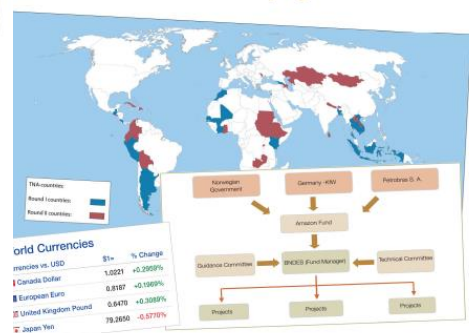 TNA countries:
Round I countries:
Round II countries:
Norwegian
Government
Germany -KfW
Petrobras S. A.
Amazon Fund
Guidance Committee
BNDES (Fund Manager)
Technical Committee
Projects
Projects
Projects
World Currencies
Currencies vs. USD
$1=
% Change
Canada Dollar
1.0221
+0.2959%
European Euro
0.8187
+0.1969%
United Kingdom Pound
0.6470
+0.3089%
Japan Yen
79.2650
-0.5770%